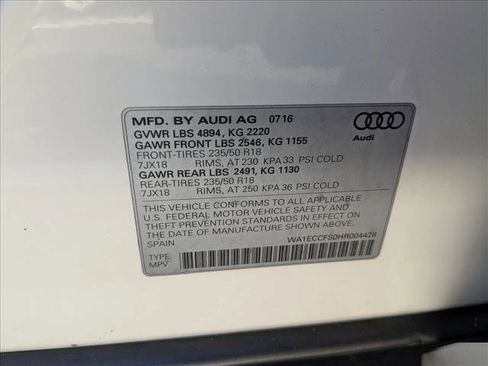 MFD. BY AUDI AG 07/16
GVWR LBS 4894, KG 2220
GAWR FRONT LBS 2546, KG 1155
FRONT-TIRES 235/50 R18
7JX18 RIMS, AT 230 KPA 33 PSI COLD
GAWR REAR LBS 2491, KG 1130
REAR-TIRES 235/50 R18
7JX18 RIMS, AT 250 KPA 36 PSI COLD
Audi
THIS VEHICLE CONFORMS TO ALL APPLICABLE
U.S. FEDERAL MOTOR VEHICLE SAFETY AND
THEFT PREVENTION STANDARDS IN EFFECT ON
THE DATE OF MANUFACTURE SHOWN ABOVE.
SPAIN
WA1ECCFS0HR004428
TYPE:
MPV